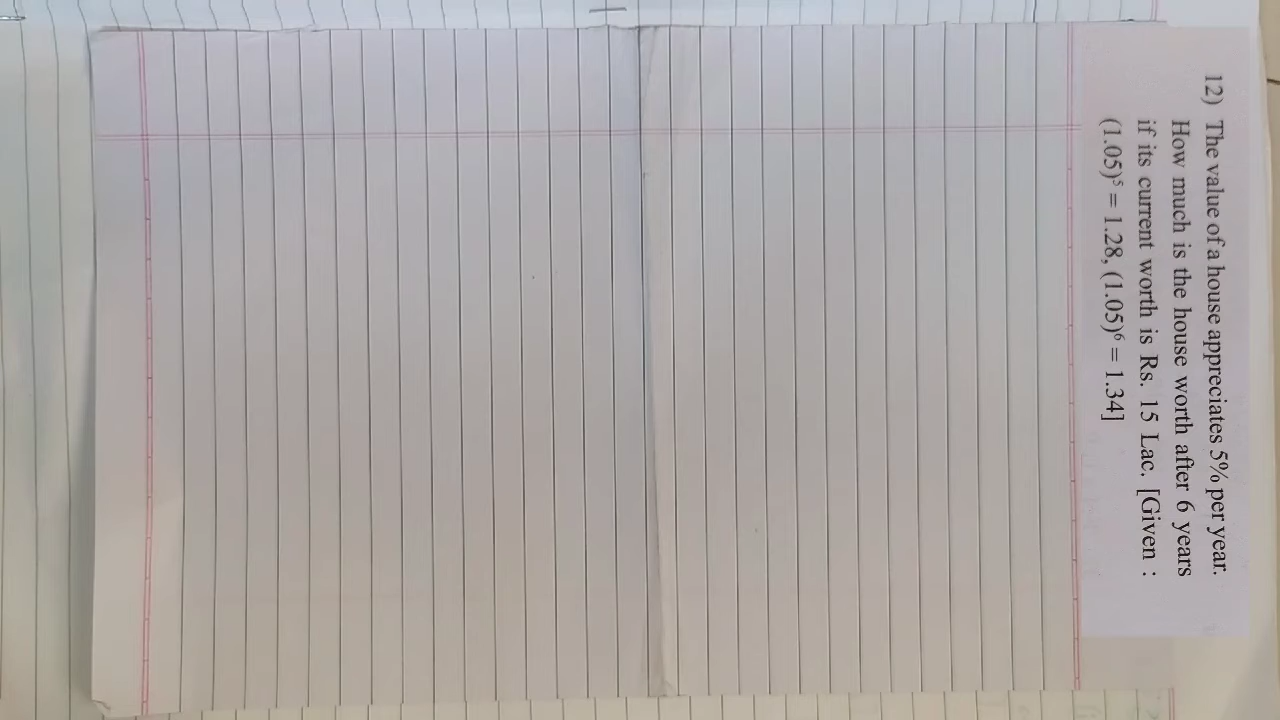 12) The value of a house appreciates 5% per year.
How much is the house worth after 6 years
if its current worth is Rs. 15 Lac. [Given :
(1.05)⁵ = 1.28, (1.05)⁶ = 1.34]